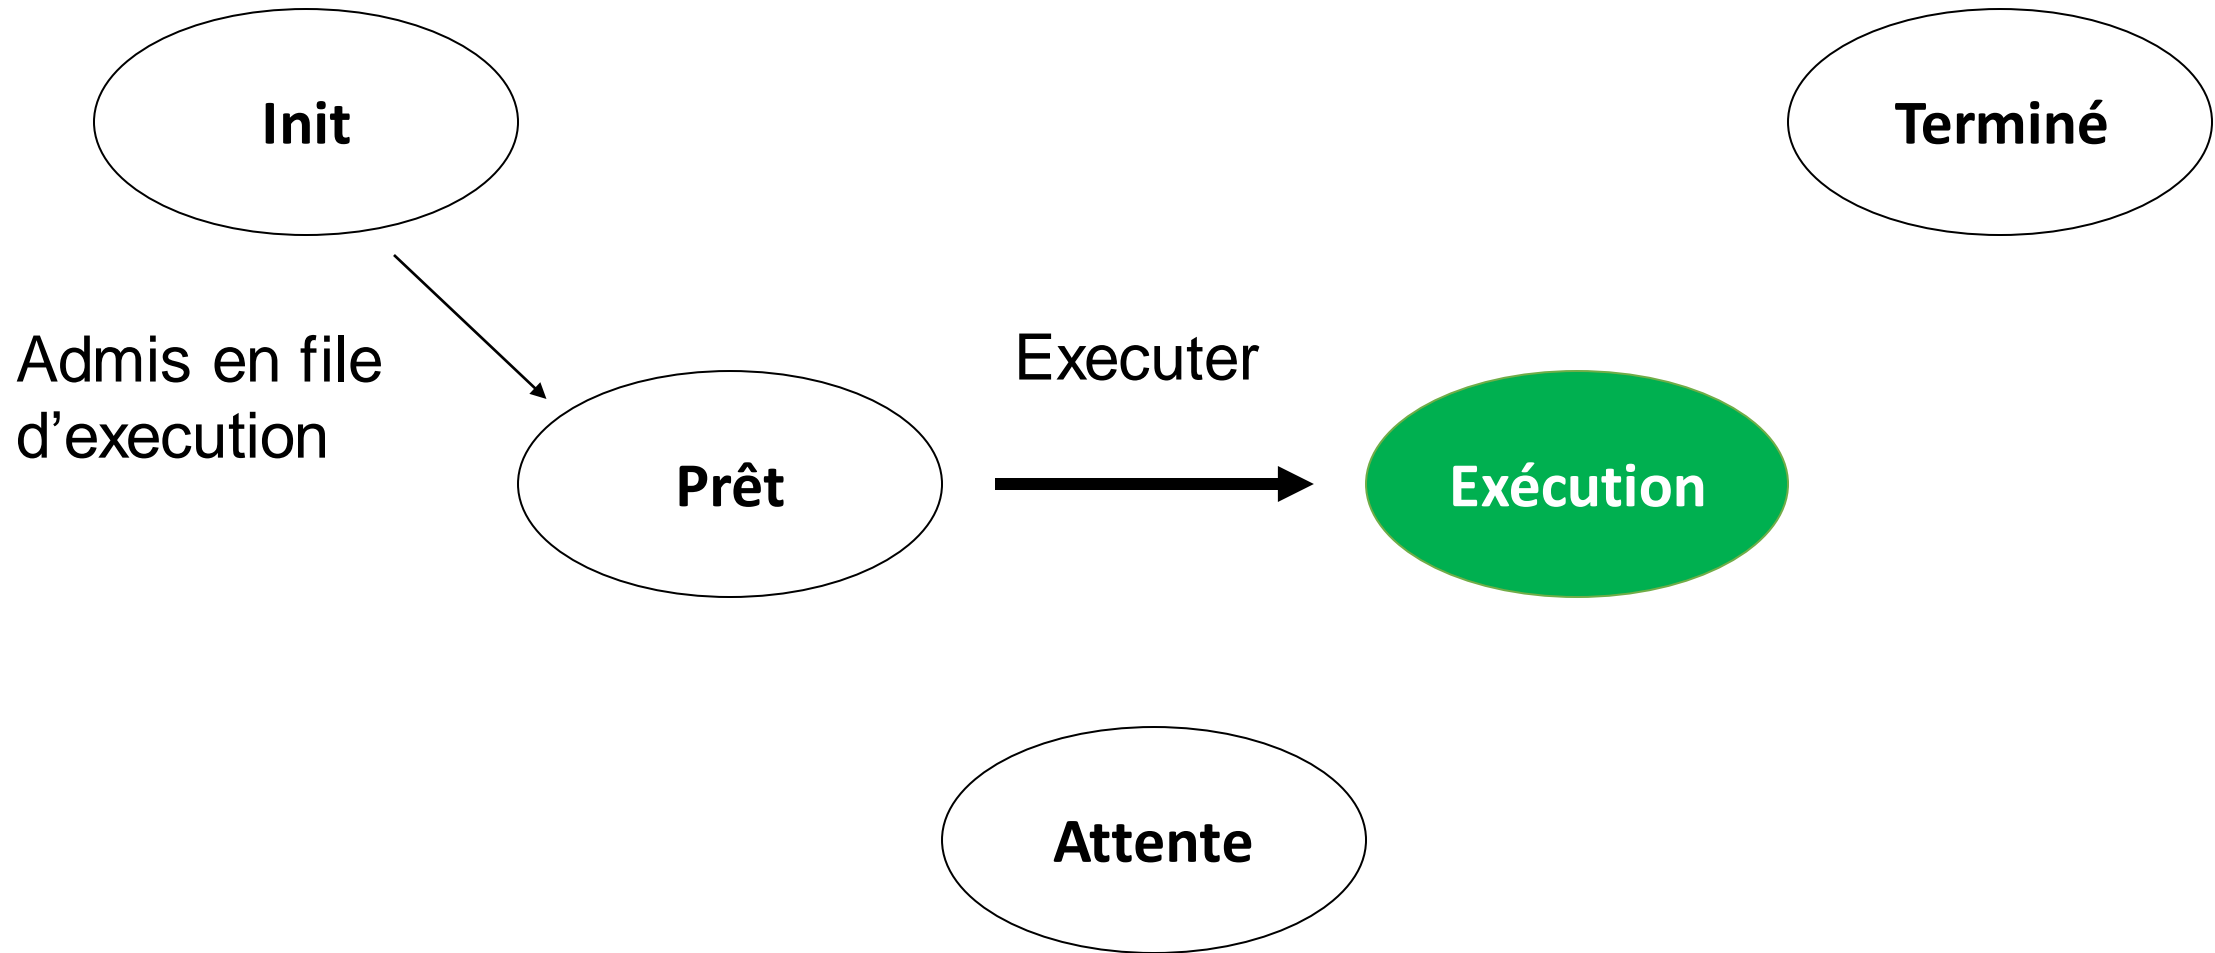 Init
Terminé
Admis en file
d’execution
Executer
Prêt
Exécution
Attente